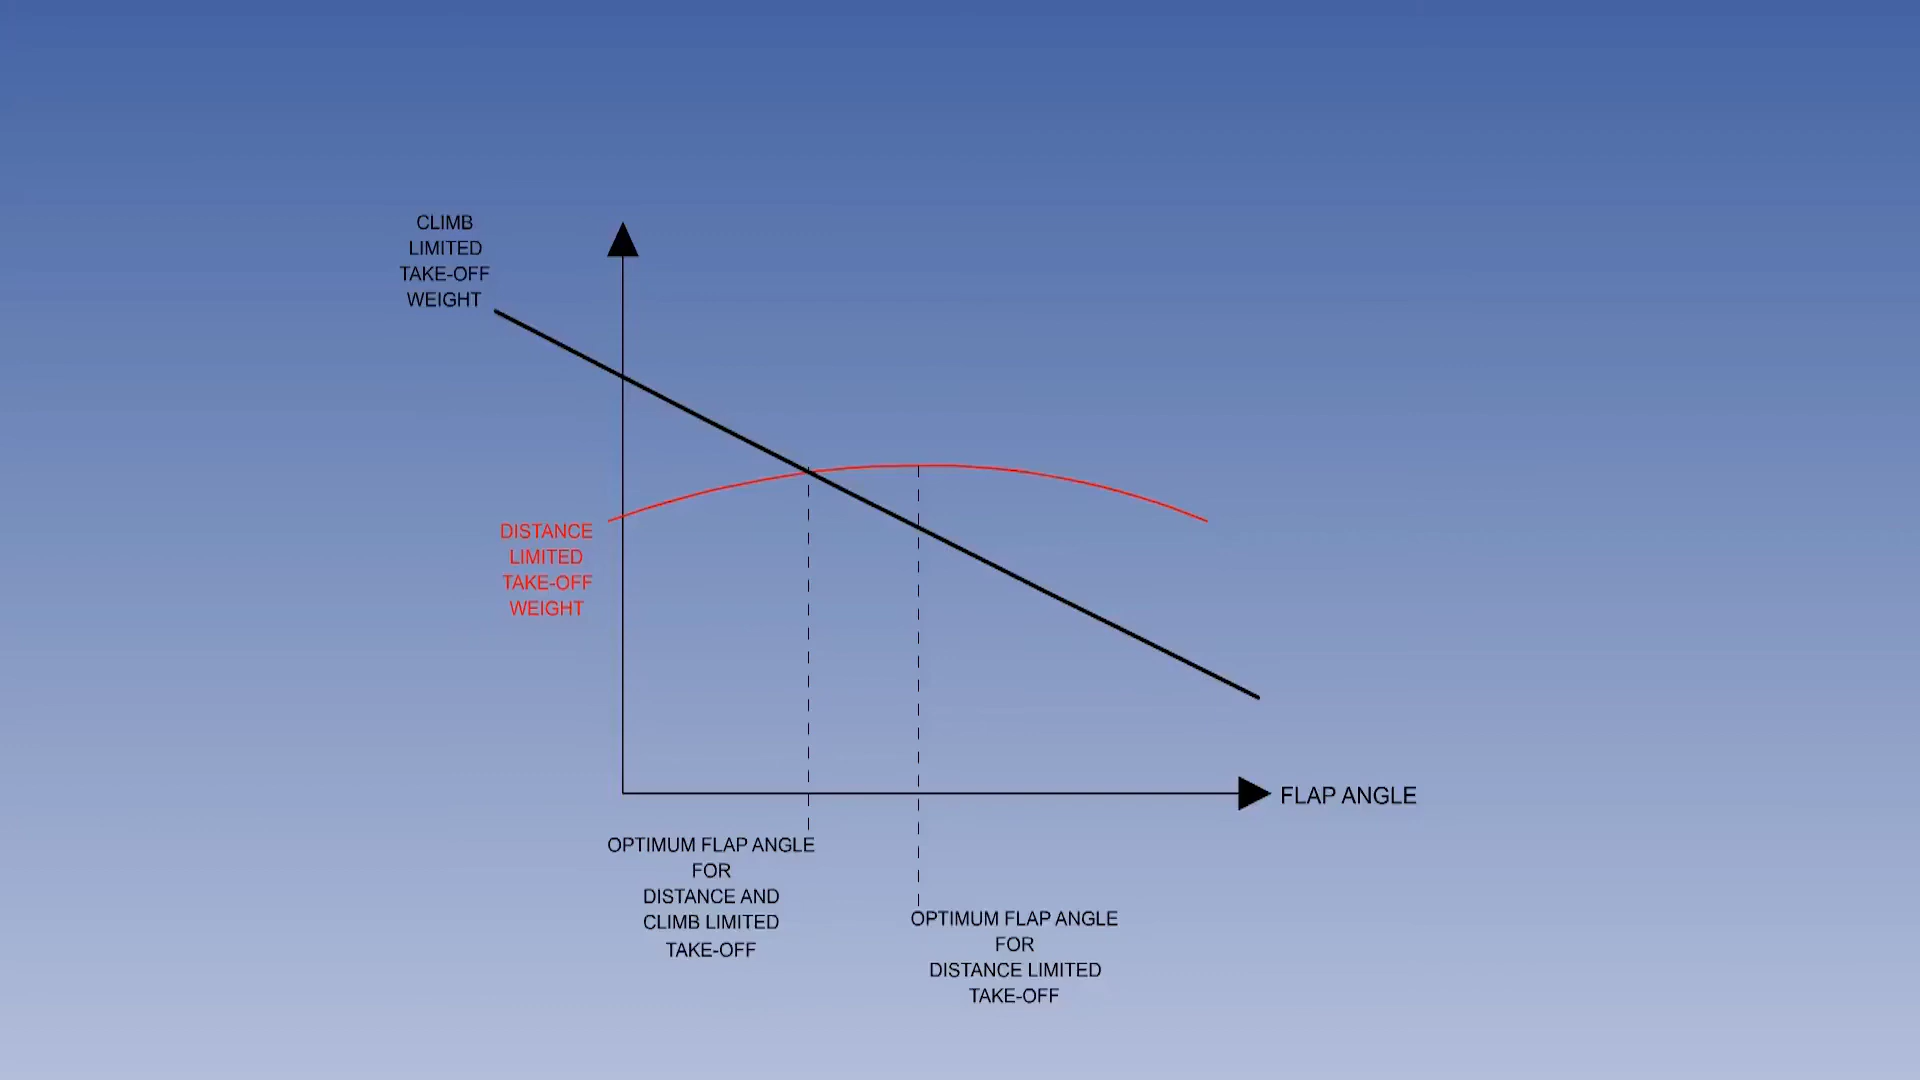 CLIMB
LIMITED
TAKE-OFF
WEIGHT
DISTANCE
LIMITED
TAKE-OFF
WEIGHT
FLAP ANGLE
OPTIMUM FLAP ANGLE
FOR
DISTANCE AND
CLIMB LIMITED
TAKE-OFF
OPTIMUM FLAP ANGLE
FOR
DISTANCE LIMITED
TAKE-OFF